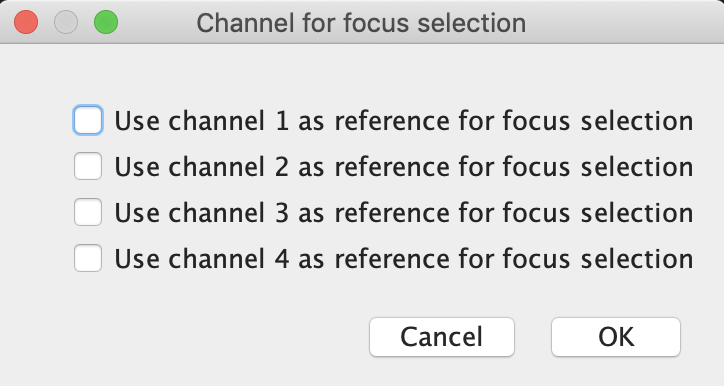 Channel for focus selection
Use channel 1 as reference for focus selection
Use channel 2 as reference for focus selection
Use channel 3 as reference for focus selection
Use channel 4 as reference for focus selection
Cancel OK